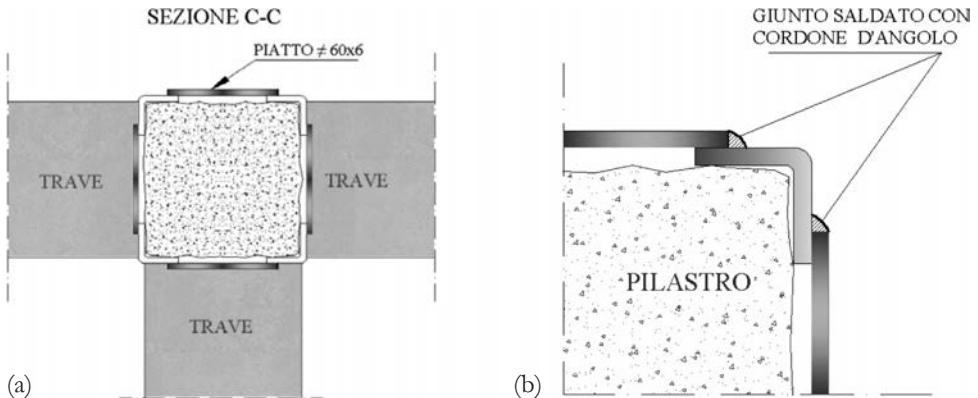 SEZIONE C-C
PIATTO ≠ 60x6
TRAVE
TRAVE
TRAVE
(a)
GIUNTO SALDATO CON
CORDONE D'ANGOLO
PILASTRO
(b)